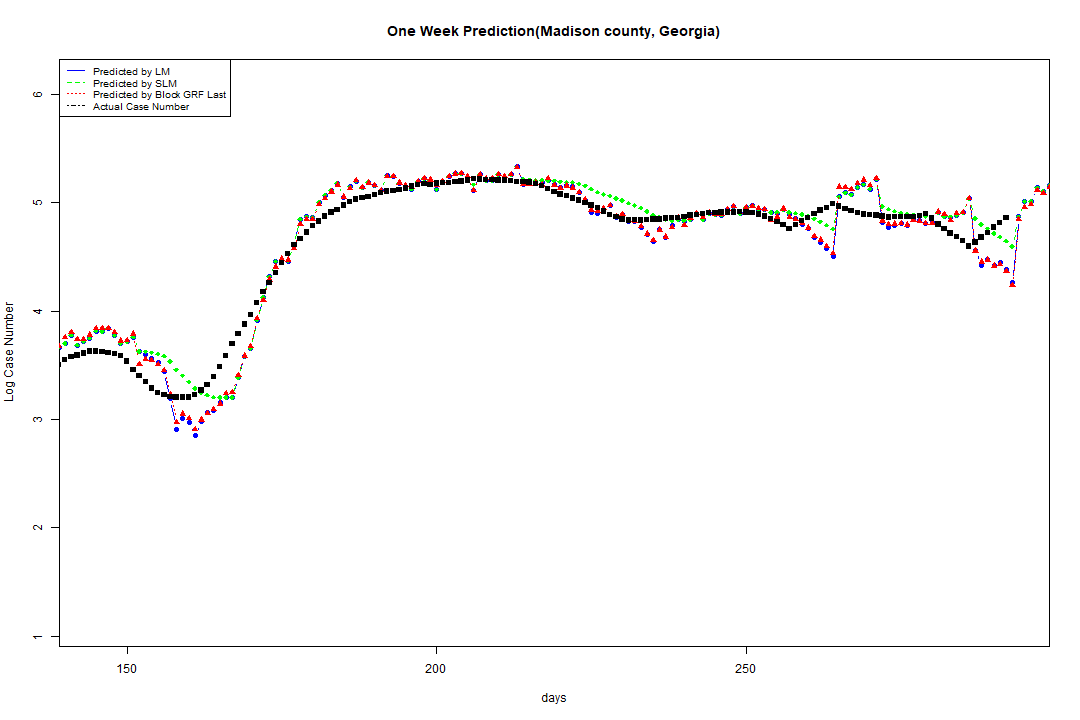 One Week Prediction(Madison county, Georgia)
Predicted by LM
Predicted by SLM
Predicted by Block GRF Last
Actual Case Number
6
5
4
3
2
1
Log Case Number
150
200
250
days